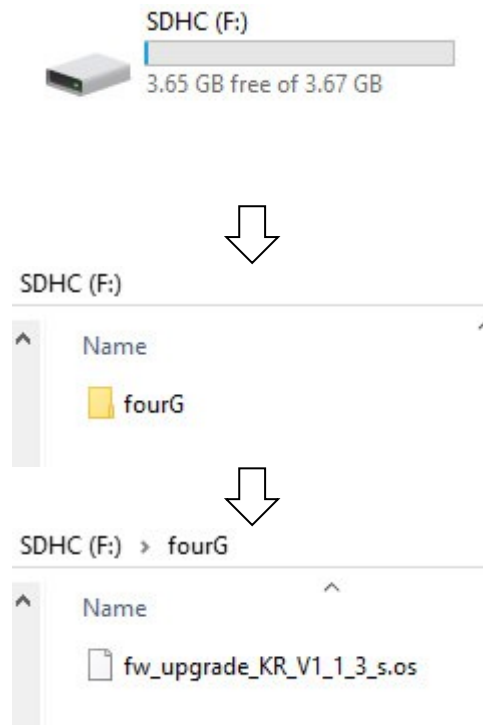 SDHC (F:)
3.65 GB free of 3.67 GB
SDHC (F:)
Name
fourG
SDHC (F:) > fourG
Name
fw_upgrade_KR_V1_1_3_s.os